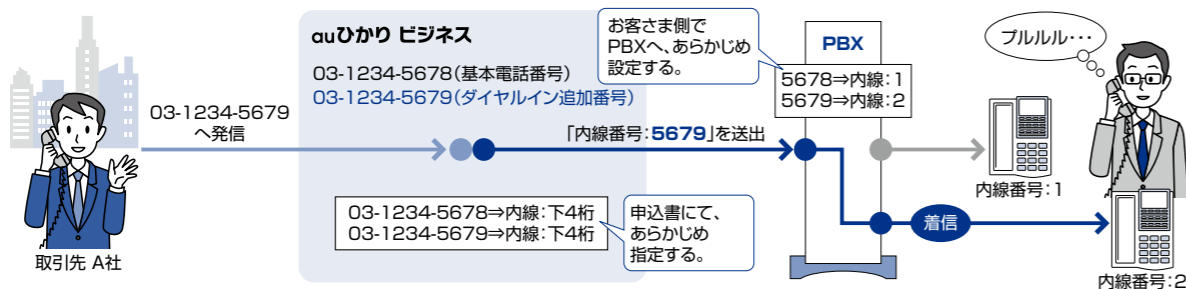 取引先 A社
03-1234-5679
へ発信
auひかり ビジネス
03-1234-5678(基本電話番号)
03-1234-5679(ダイヤルイン追加番号)
「内線番号:5679」を送出
03-1234-5678⇒内線:下4桁
03-1234-5679⇒内線:下4桁
申込書にて、
あらかじめ
指定する。
お客さま側で
PBXへ、あらかじめ
設定する。
PBX
5678⇒内線:1
5679⇒内線:2
着信
プルルル・・・
内線番号:1
内線番号:2